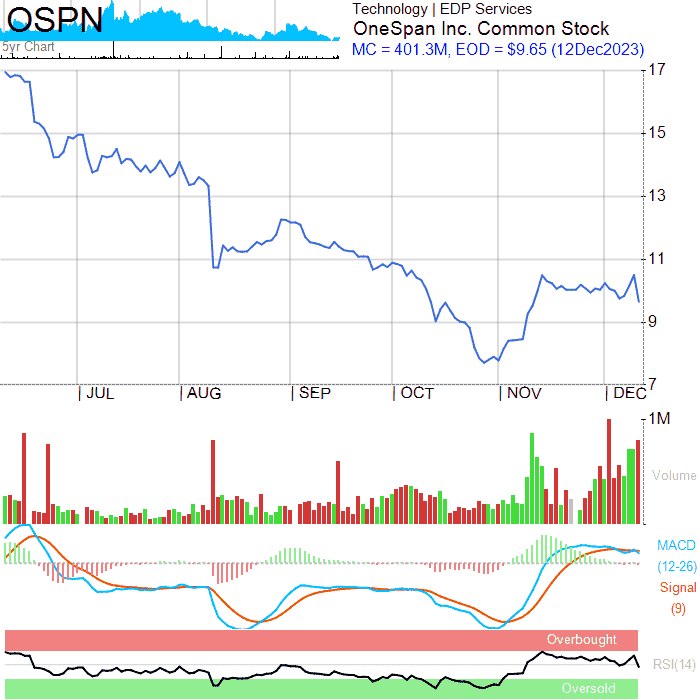 OSPN
5yr Chart
Technology | EDP Services
OneSpan Inc. Common Stock
MC = 401.3M, EOD = $9.65 (12Dec2023)
17
15
13
11
9
7
JUL
AUG
SEP
OCT
NOV
DEC
1M
Volume
MACD
(12-26)
Signal
(9)
Overbought
RSI(14)
Oversold